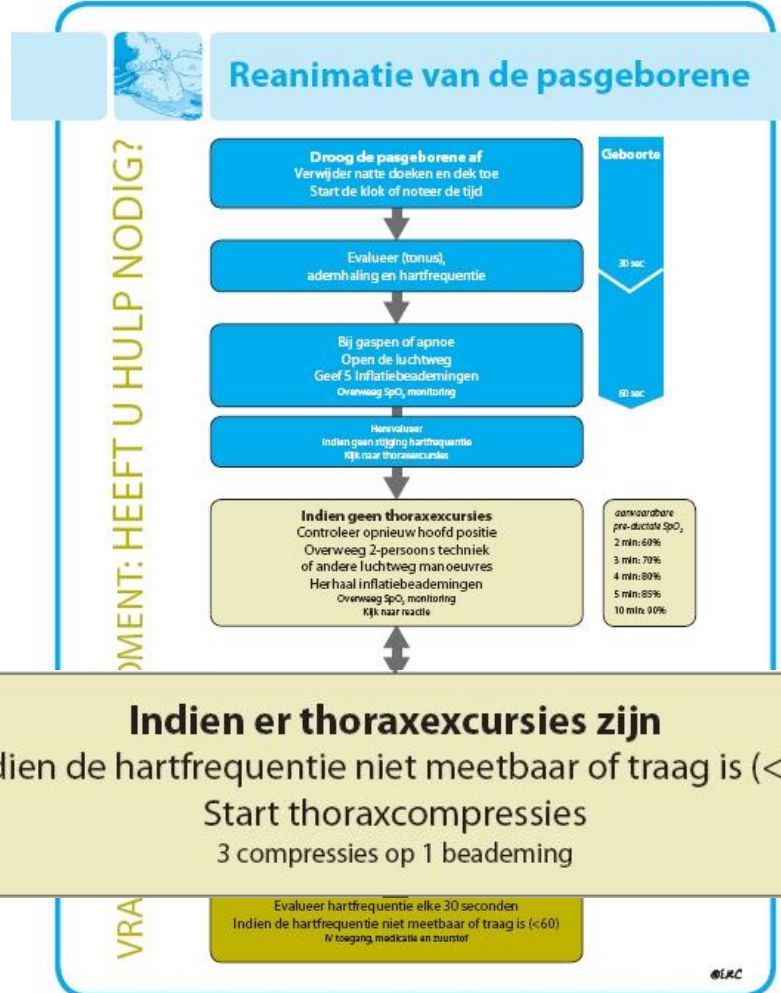 Reanimatie van de pasgeborene
OMENT: HEEFT U HULP NODIG?
VRA
Droog de pasgeborene af
Verwijder natte doeken en dek toe
Start de klok of noteer de tijd
Geboorte
Evalueer (tonus),
ademhaling en hartfrequentie
30 sec
Bij gaspen of apnoe
Open de luchtweg
Geef 5 Inflatiebeademingen
Overweeg SpO₂ monitoring
60 sec
Herevalueer
Indien geen stijging hartfrequentie
Kijk naar thoraxexcursies
Indien geen thoraxexcursies
Controleer opnieuw hoofd positie
Overweeg 2-persoons techniek
of andere luchtweg manoeuvres
Herhaal inflatiebeademingen
Overweeg SpO₂ monitoring
Kijk naar reactie
aanvaardbare
pre-ductale SpO₂
2 min: 60%
3 min: 70%
4 min: 80%
5 min: 85%
10 min: 90%
Indien er thoraxexcursies zijn
dien de hartfrequentie niet meetbaar of traag is (<
Start thoraxcompressies
3 compressies op 1 beademing
Evalueer hartfrequentie elke 30 seconden
Indien de hartfrequentie niet meetbaar of traag is (<60)
IV toegang, medicatie en zuurstof
@ERC